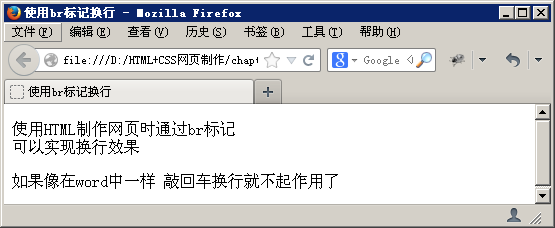 使用br标记换行 - Mozilla Firefox
文件(F) 编辑(E) 查看(V) 历史(S) 书签(B) 工具(T) 帮助(H)
file:///D:/HTML+CSS网页制作/chapt Google
使用br标记换行
使用HTML制作网页时通过br标记
可以实现换行效果
如果像在word中一样 敲回车换行就不起作用了